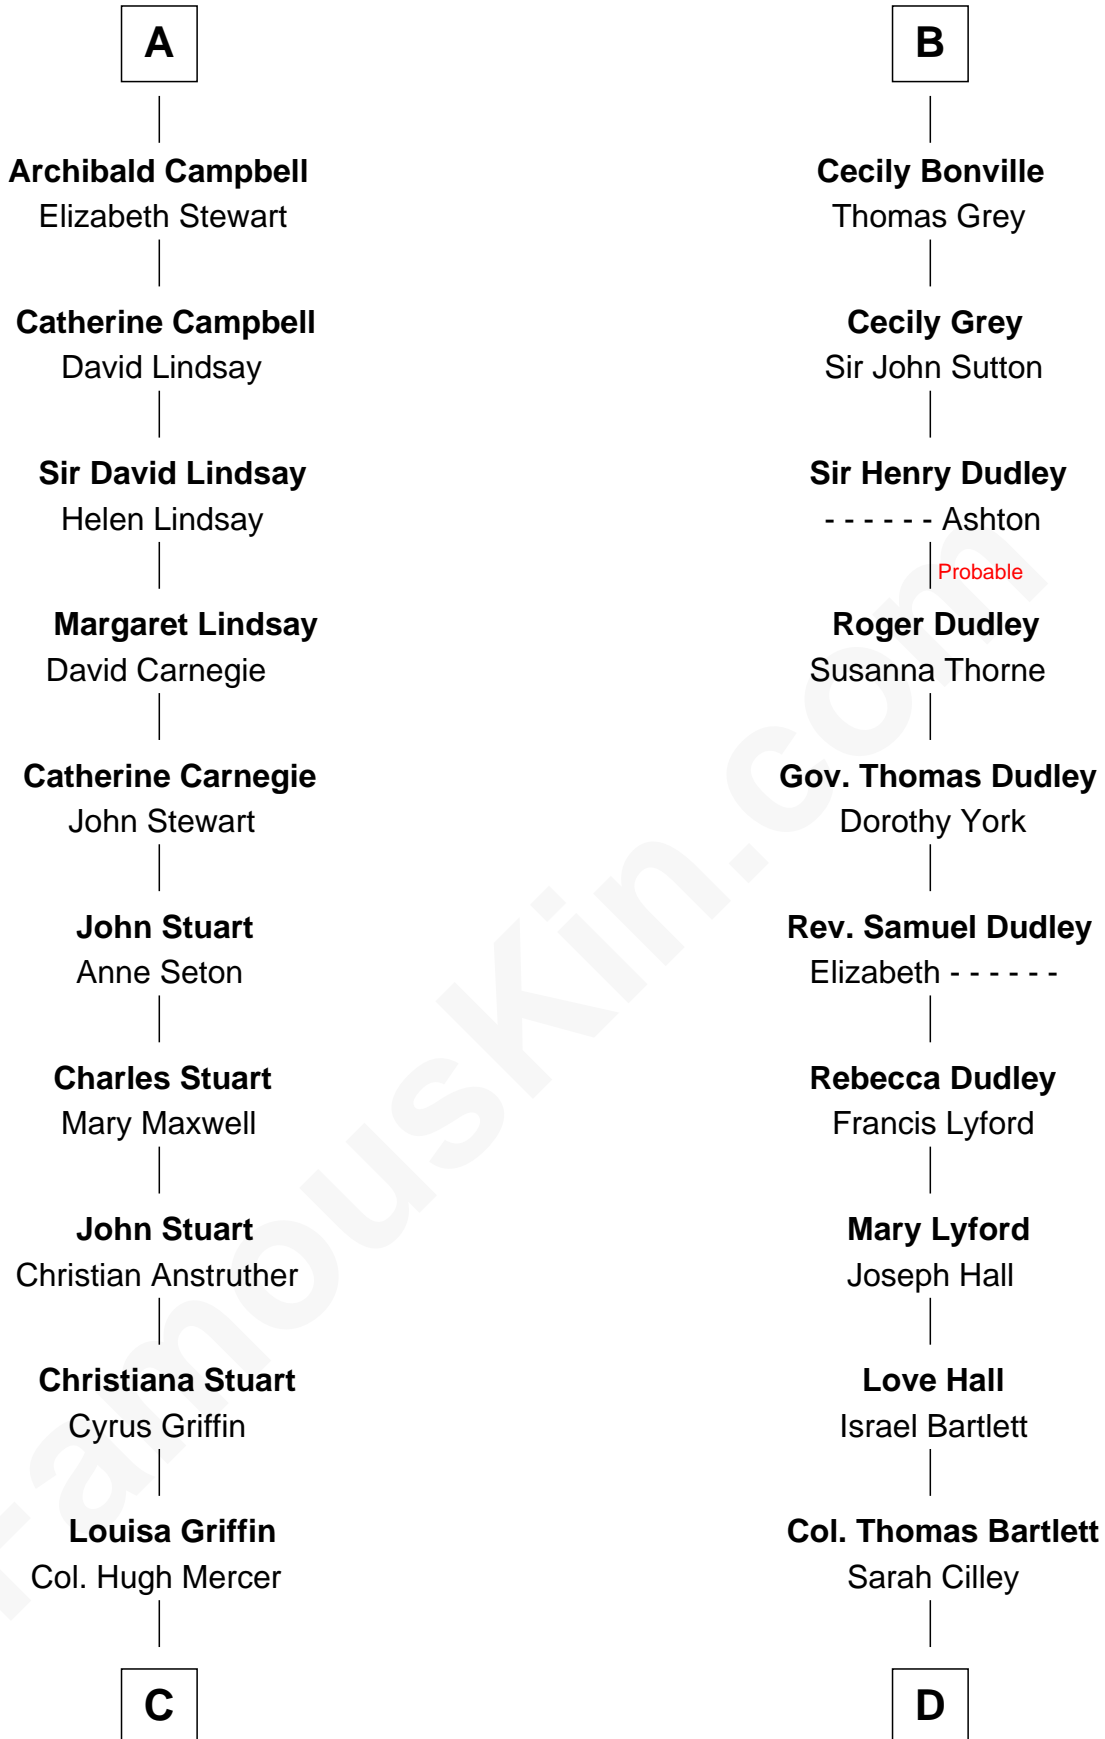 A
Archibald Campbell
Elizabeth Stewart
Catherine Campbell
David Lindsay
Sir David Lindsay
Helen Lindsay
Margaret Lindsay
David Carnegie
Catherine Carnegie
John Stewart
John Stuart
Anne Seton
Charles Stuart
Mary Maxwell
John Stuart
Christian Anstruther
Christiana Stuart
Cyrus Griffin
Louisa Griffin
Col. Hugh Mercer
C
B
Cecily Bonville
Thomas Grey
Cecily Grey
Sir John Sutton
Sir Henry Dudley
- - - - - - Ashton
Probable
Roger Dudley
Susanna Thorne
Gov. Thomas Dudley
Dorothy York
Rev. Samuel Dudley
Elizabeth - - - - - -
Rebecca Dudley
Francis Lyford
Mary Lyford
Joseph Hall
Love Hall
Israel Bartlett
Col. Thomas Bartlett
Sarah Cilley
D
FamousKin.com